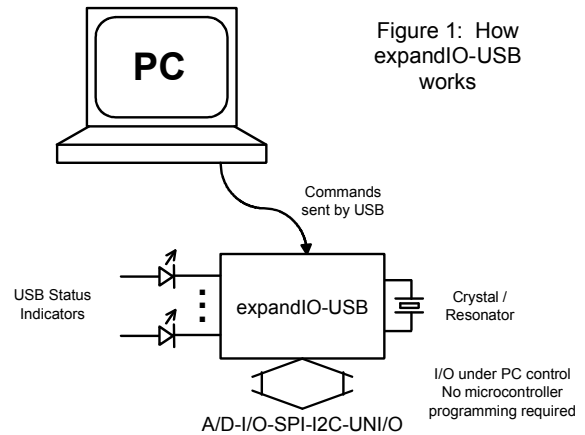 Figure 1: How
expandIO-USB
works
PC
Commands
sent by USB
USB Status
Indicators
expandIO-USB
Crystal /
Resonator
I/O under PC control
No microcontroller
programming required
A/D-I/O-SPI-I2C-UNI/O